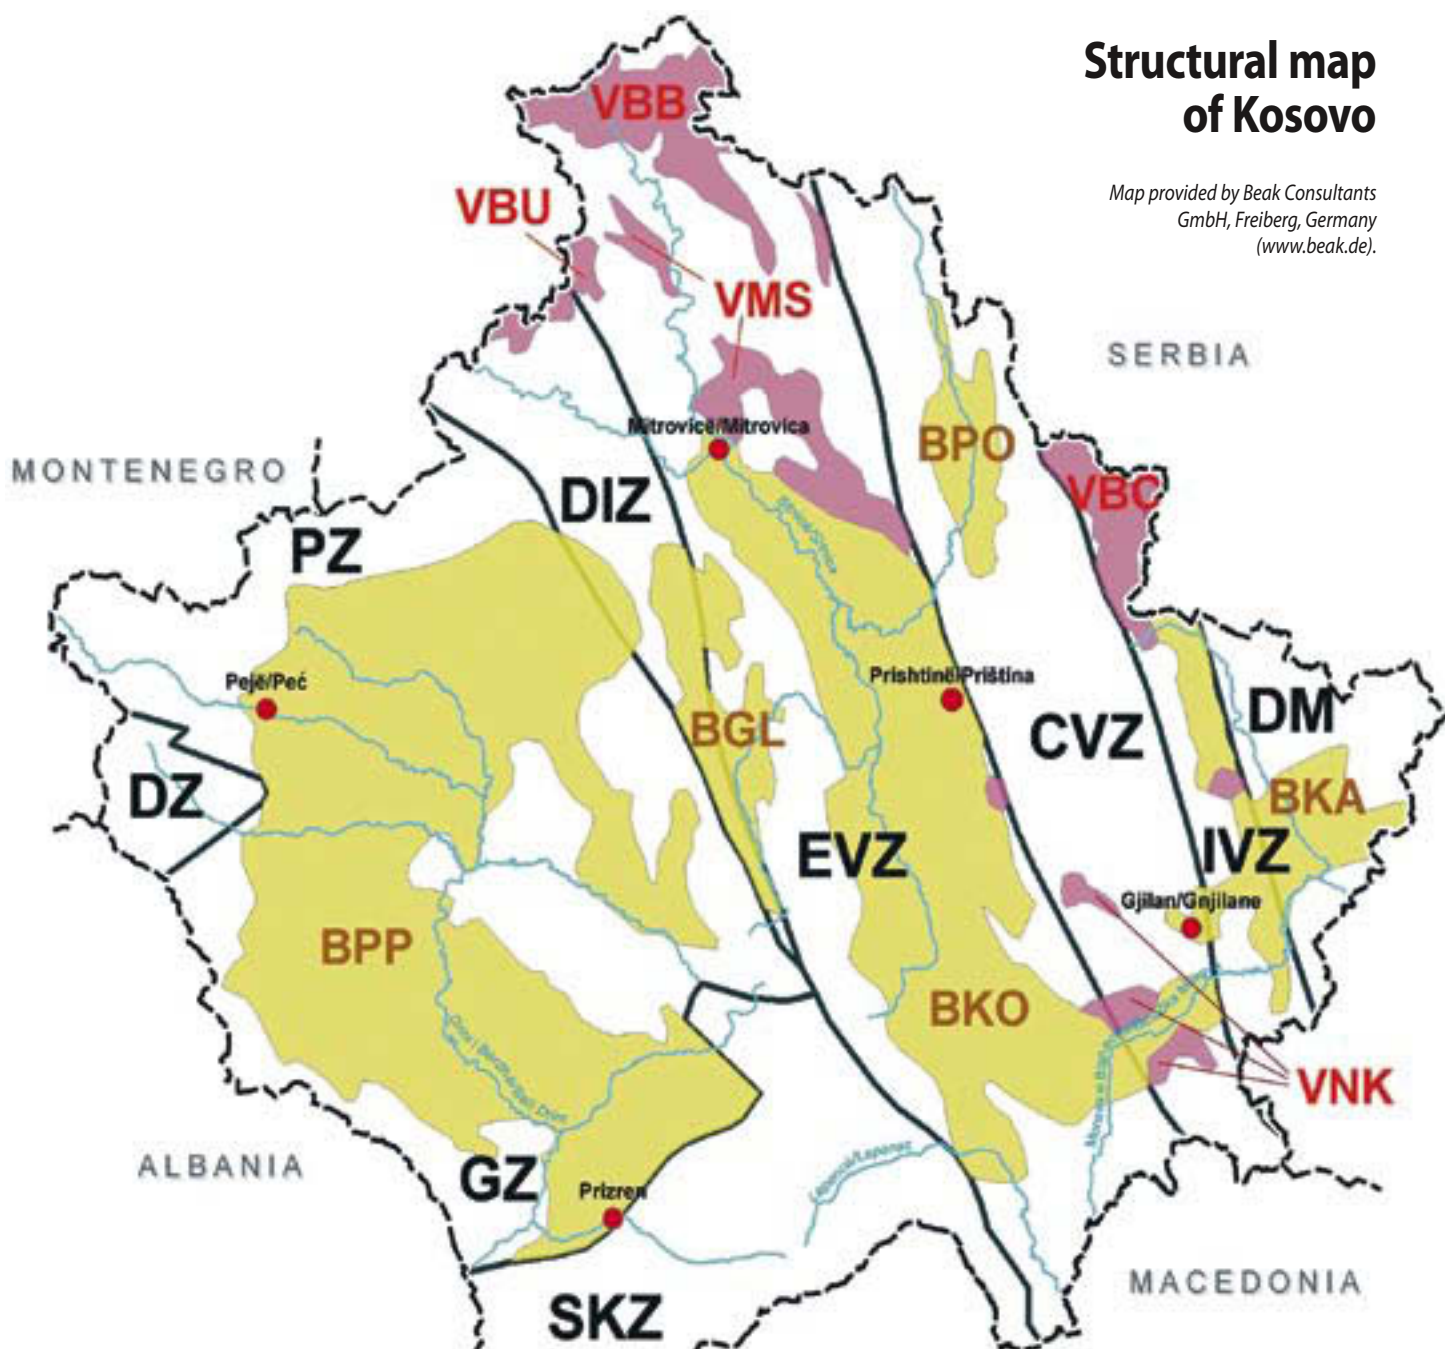 Structural map
of Kosovo
Map provided by Beak Consultants
GmbH, Freiberg, Germany
(www.beak.de).
VBB
VBU
VMS
SERBIA
Mitrovicë/Mitrovica
BPO
MONTENEGRO
DIZ
VBC
PZ
Pejë/Peć
Prishtinë/Priština
DM
BGL
CVZ
DZ
BKA
EVZ
IVZ
Gjilan/Gnjilane
BPP
BKO
VNK
ALBANIA
GZ
Prizren
MACEDONIA
SKZ